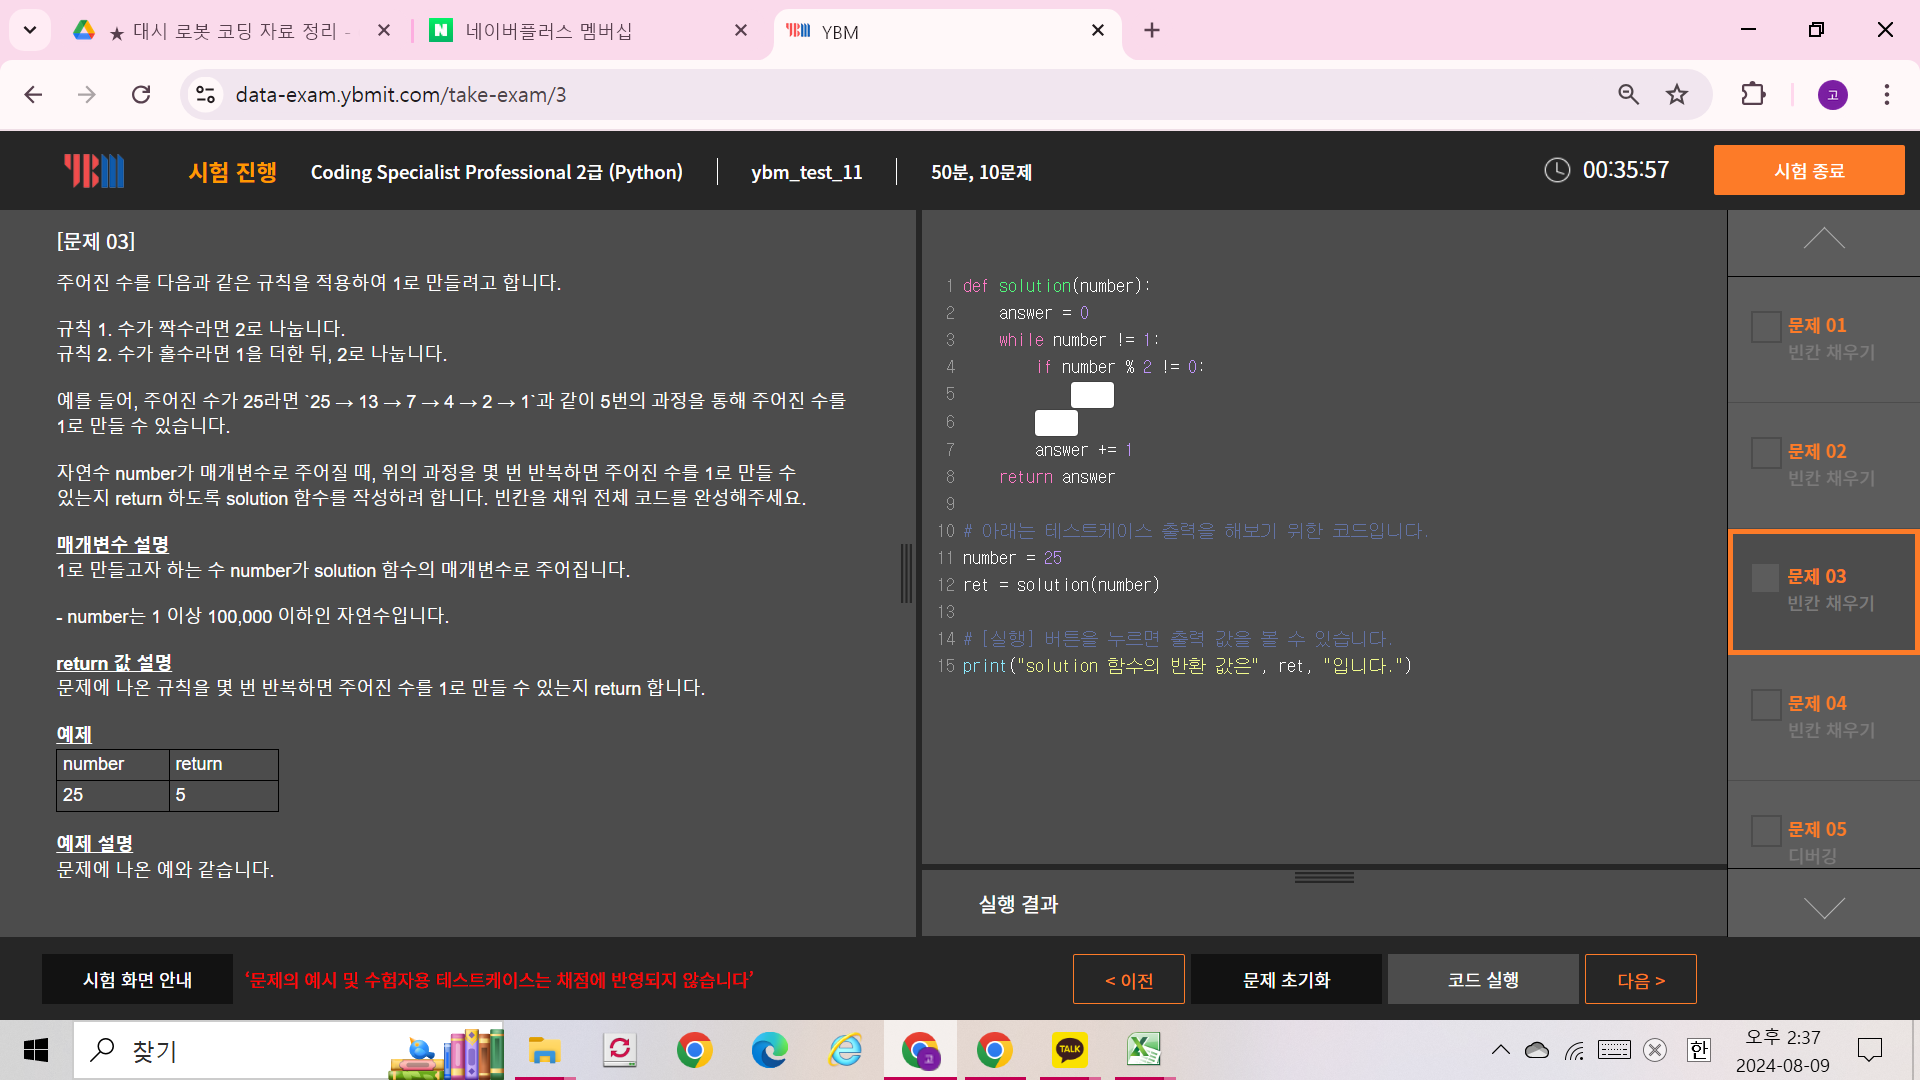 ★ 대시 로봇 코딩 자료 정리 -
네이버플러스 멤버십
YBM
data-exam.ybmit.com/take-exam/3
고
YBM
시험 진행
Coding Specialist Professional 2급 (Python)
ybm_test_11
50분, 10문제
00:35:57
시험 종료
[문제 03]
주어진 수를 다음과 같은 규칙을 적용하여 1로 만들려고 합니다.
규칙 1. 수가 짝수라면 2로 나눕니다.
규칙 2. 수가 홀수라면 1을 더한 뒤, 2로 나눕니다.
예를 들어, 주어진 수가 25라면 `25 → 13 → 7 → 4 → 2 → 1`과 같이 5번의 과정을 통해 주어진 수를
1로 만들 수 있습니다.
자연수 number가 매개변수로 주어질 때, 위의 과정을 몇 번 반복하면 주어진 수를 1로 만들 수
있는지 return 하도록 solution 함수를 작성하려 합니다. 빈칸을 채워 전체 코드를 완성해주세요.
매개변수 설명
1로 만들고자 하는 수 number가 solution 함수의 매개변수로 주어집니다.
- number는 1 이상 100,000 이하인 자연수입니다.
return 값 설명
문제에 나온 규칙을 몇 번 반복하면 주어진 수를 1로 만들 수 있는지 return 합니다.
예제
number return
25 5
예제 설명
문제에 나온 예와 같습니다.
1 def solution(number):
2 answer = 0
3 while number != 1:
4 if number % 2 != 0:
5
6
7 answer += 1
8 return answer
9
10 # 아래는 테스트케이스 출력을 해보기 위한 코드입니다.
11 number = 25
12 ret = solution(number)
13
14 # [실행] 버튼을 누르면 출력 값을 볼 수 있습니다.
15 print("solution 함수의 반환 값은", ret, "입니다.")
실행 결과
문제 01
빈칸 채우기
문제 02
빈칸 채우기
문제 03
빈칸 채우기
문제 04
빈칸 채우기
문제 05
디버깅
시험 화면 안내
‘문제의 예시 및 수험자용 테스트케이스는 채점에 반영되지 않습니다’
< 이전
문제 초기화
코드 실행
다음 >
찾기
고
TALK
한
오후 2:37
2024-08-09